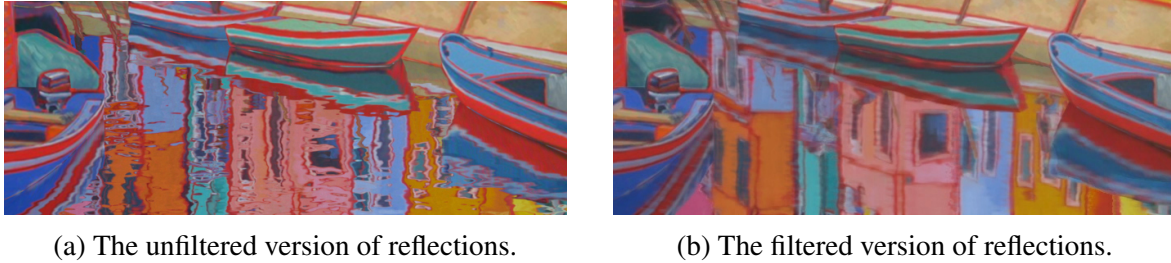 (a) The unfiltered version of reflections.
(b) The filtered version of reflections.